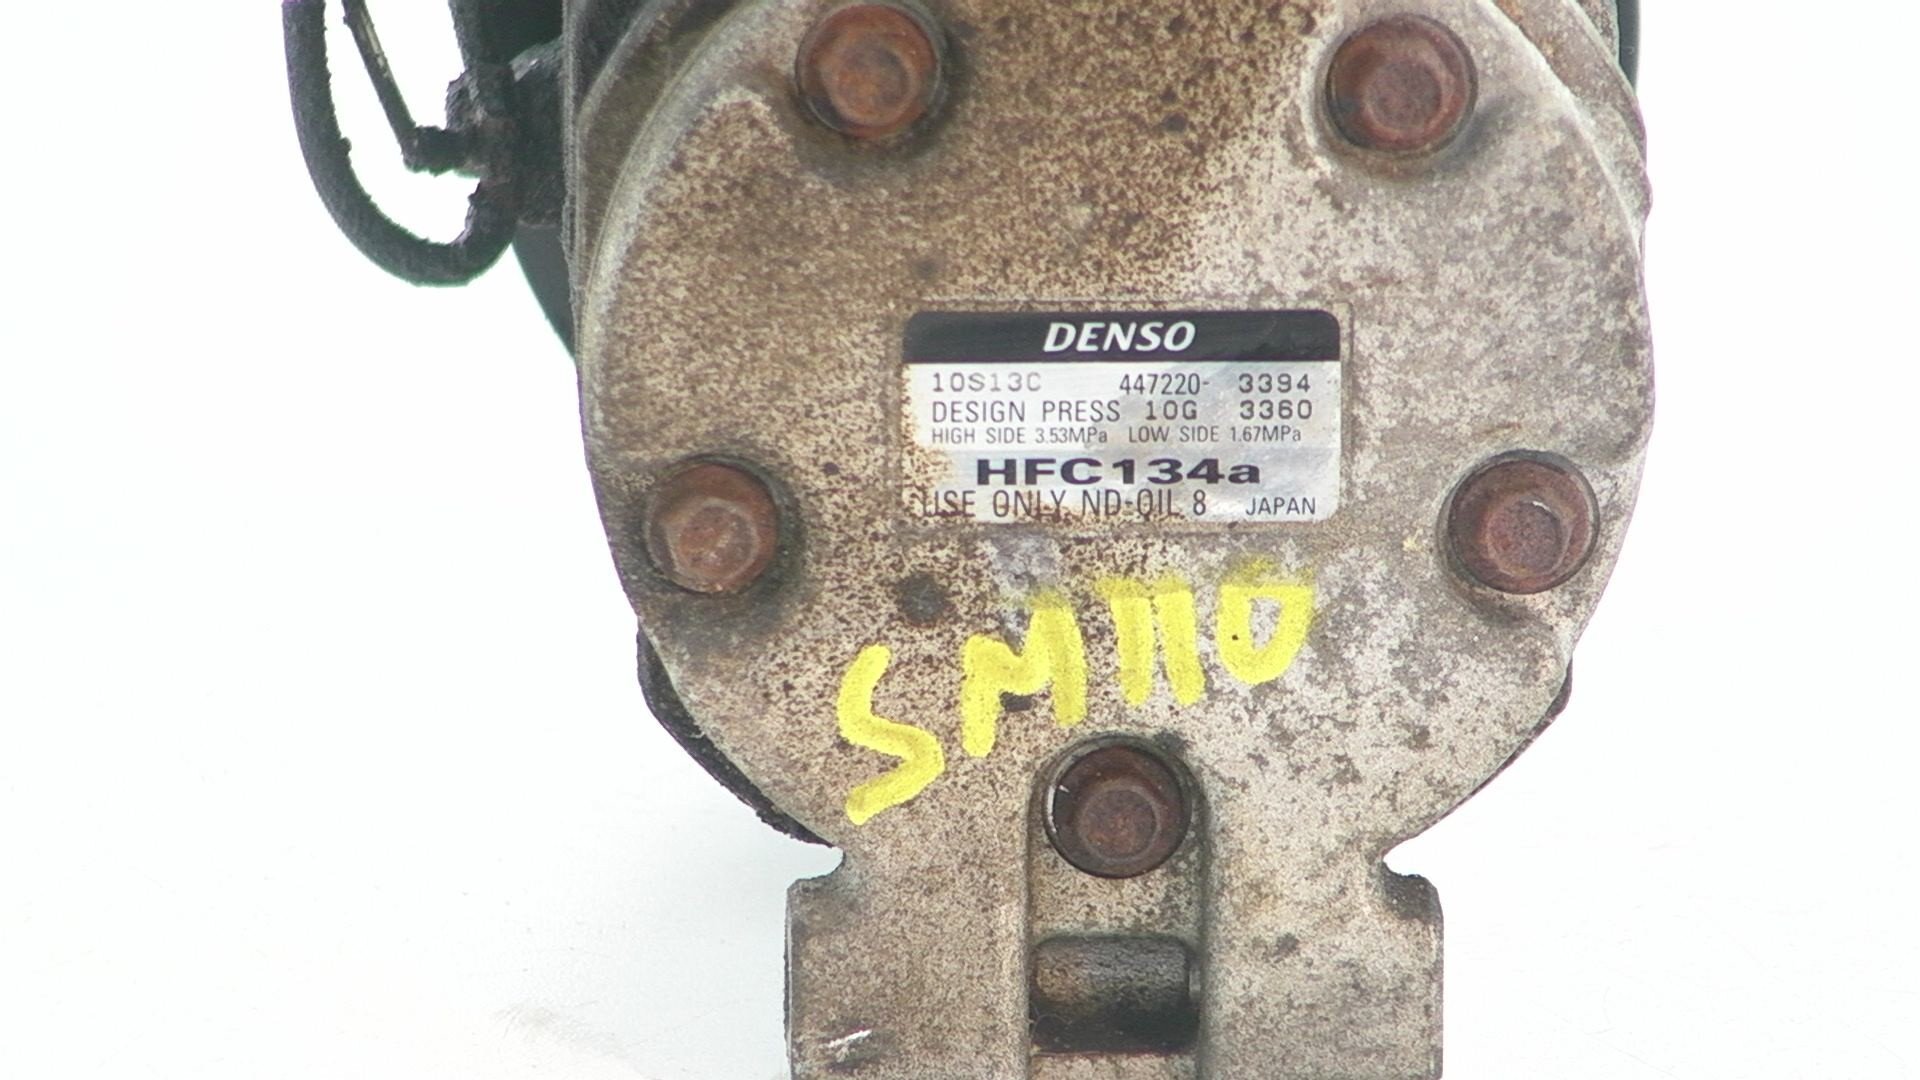 DENSO
10S13C 447220- 3394
DESIGN PRESS 10G 3360
HIGH SIDE 3.53MPa LOW SIDE 1.67MPa
HFC134a
USE ONLY ND-OIL 8 JAPAN
SM110